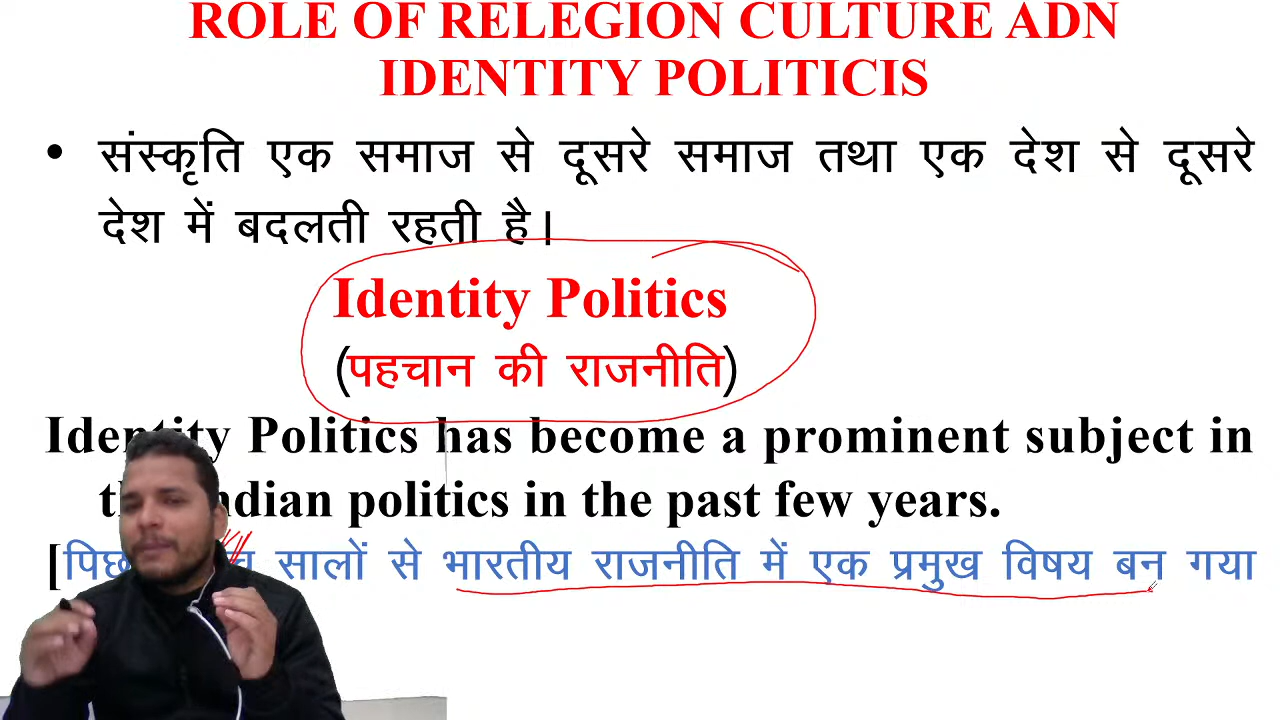 ROLE OF RELEGION CULTURE ADN
IDENTITY POLITICIS
• संस्कृति एक समाज से दूसरे समाज तथा एक देश से दूसरे
देश में बदलती रहती है।
Identity Politics
(पहचान की राजनीति)
Identity Politics has become a prominent subject in
Indian politics in the past few years.
[ सालों से भारतीय राजनीति में एक प्रमुख विषय बन गया